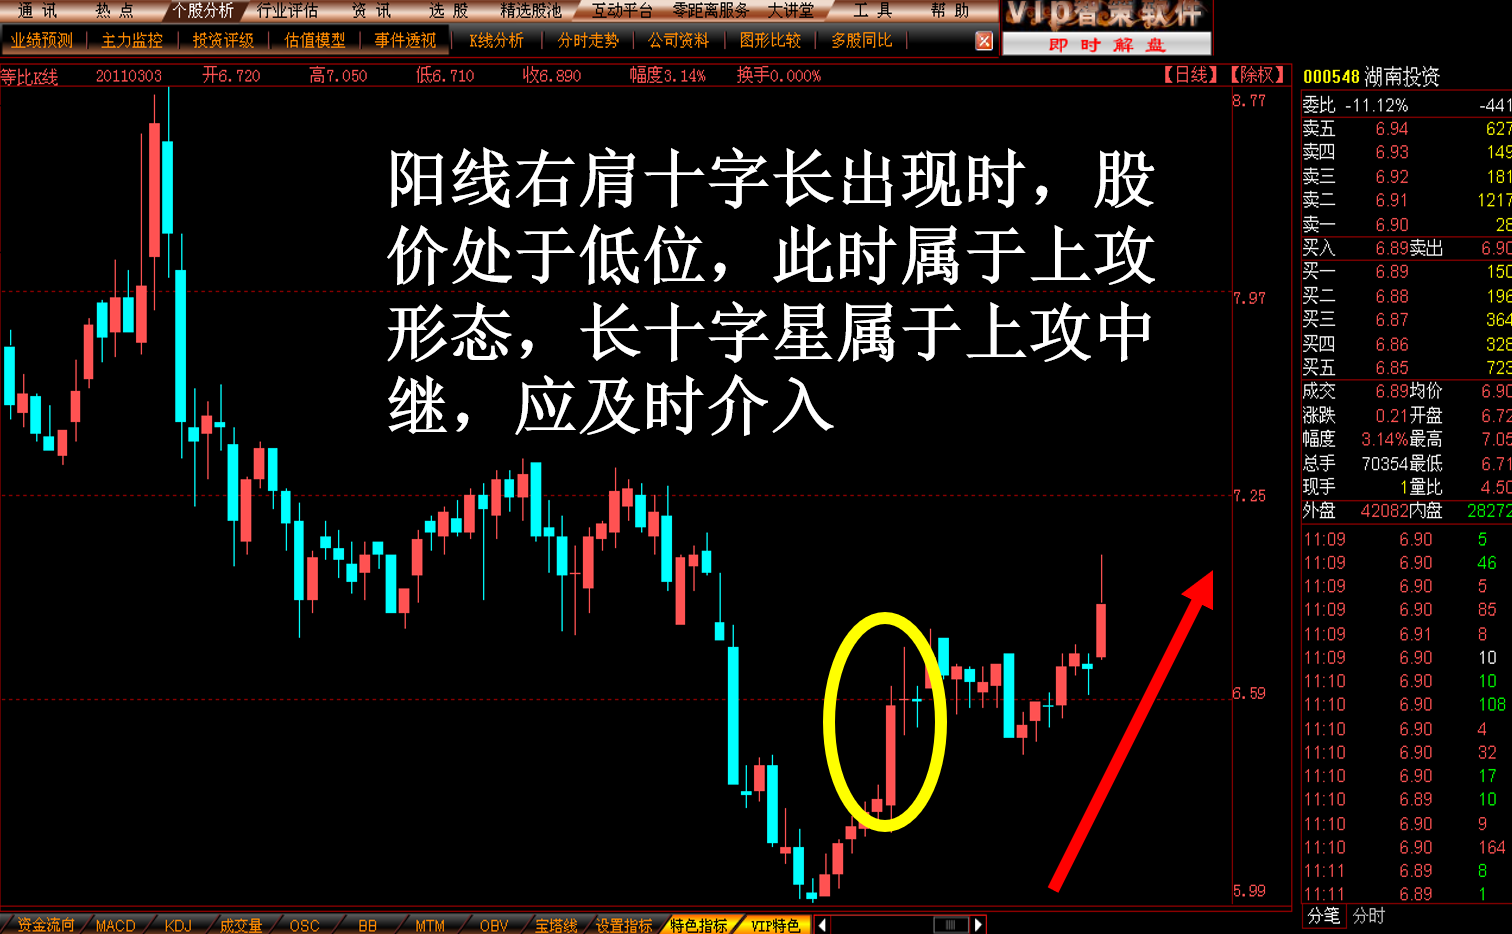 通 讯 热 点 个股分析 行业评估 资 讯 选 股 精选股池 互动平台 零距离服务 大讲堂 工 具 帮 助
VIP智策软件
业绩预测 主力监控 投资评级 估值模型 事件透视 K线分析 分时走势 公司资料 图形比较 多股同比
即 时 解 盘
等比K线 20110303 开6.720 高7.050 低6.710 收6.890 幅度3.14% 换手0.000% 【日线】【除权】
8.77
阳线右肩十字长出现时，股
价处于低位，此时属于上攻
形态，长十字星属于上攻中
继，应及时介入
7.97
7.25
6.59
5.99
000548 湖南投资
委比 -11.12% -441
卖五 6.94 627
卖四 6.93 149
卖三 6.92 181
卖二 6.91 1217
卖一 6.90 28
买入 6.89 卖出 6.90
买一 6.89 150
买二 6.88 196
买三 6.87 364
买四 6.86 328
买五 6.85 723
成交 6.89 均价 6.90
涨跌 0.21 开盘 6.72
幅度 3.14% 最高 7.05
总手 70354 最低 6.71
现手 1 量比 4.50
外盘 42082 内盘 28272
11:09 6.90 5
11:09 6.90 46
11:09 6.90 5
11:09 6.90 85
11:09 6.91 8
11:09 6.90 10
11:10 6.90 10
11:10 6.90 108
11:10 6.90 4
11:10 6.90 32
11:10 6.90 17
11:10 6.89 10
11:10 6.90 9
11:10 6.90 164
11:11 6.89 8
11:11 6.89 1
分笔 分时
资金流向 MACD KDJ 成交量 OSC BB MTM OBV 宝塔线 设置指标 特色指标 VIP特色